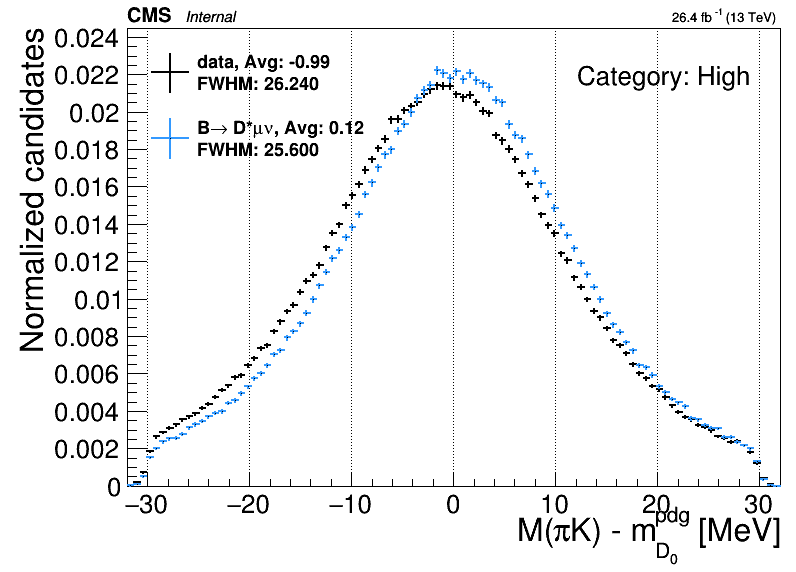 CMS Internal 26.4 fb⁻¹ (13 TeV)
Normalized candidates
0.024
0.022
0.02
0.018
0.016
0.014
0.012
0.01
0.008
0.006
0.004
0.002
0
data, Avg: -0.99
FWHM: 26.240
B→ D*μν, Avg: 0.12
FWHM: 25.600
Category: High
−30 −20 −10 0 10 20 30
M(πK) - m_{D_0}^{pdg} [MeV]